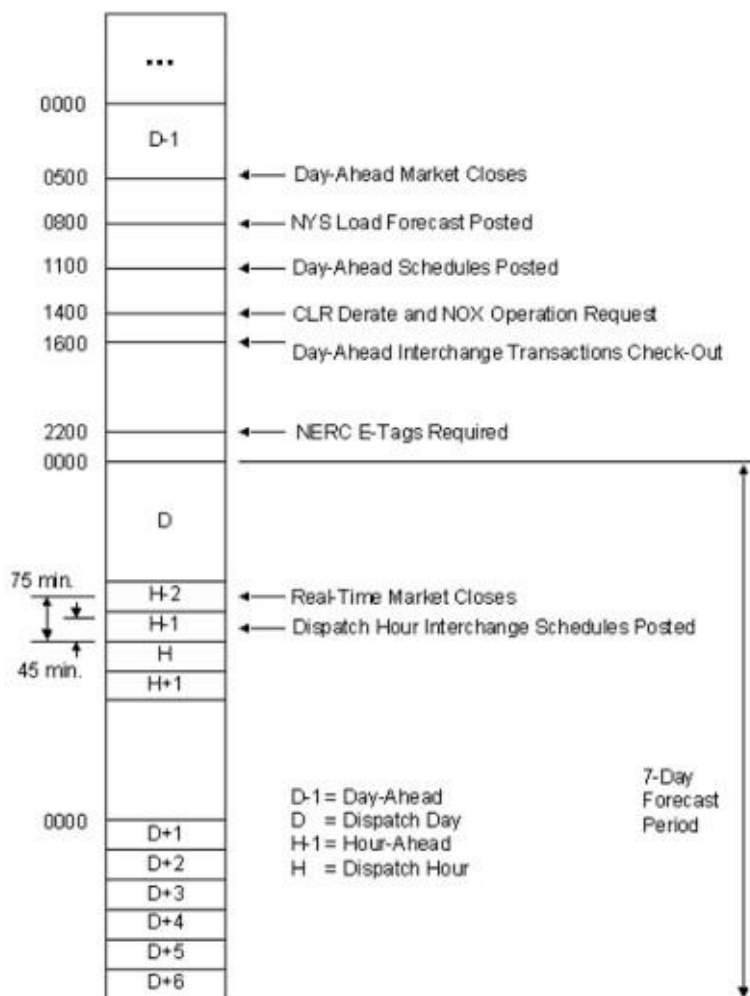 ...
0000
D-1
0500 Day-Ahead Market Closes
0800 NYS Load Forecast Posted
1100 Day-Ahead Schedules Posted
1400 CLR Derate and NOX Operation Request
1600 Day-Ahead Interchange Transactions Check-Out
2200 NERC E-Tags Required
0000
D
75 min. H-2 Real-Time Market Closes
H-1 Dispatch Hour Interchange Schedules Posted
45 min. H
H+1
7-Day
Forecast
Period
D-1 = Day-Ahead
D = Dispatch Day
H-1 = Hour-Ahead
H = Dispatch Hour
0000
D+1
D+2
D+3
D+4
D+5
D+6